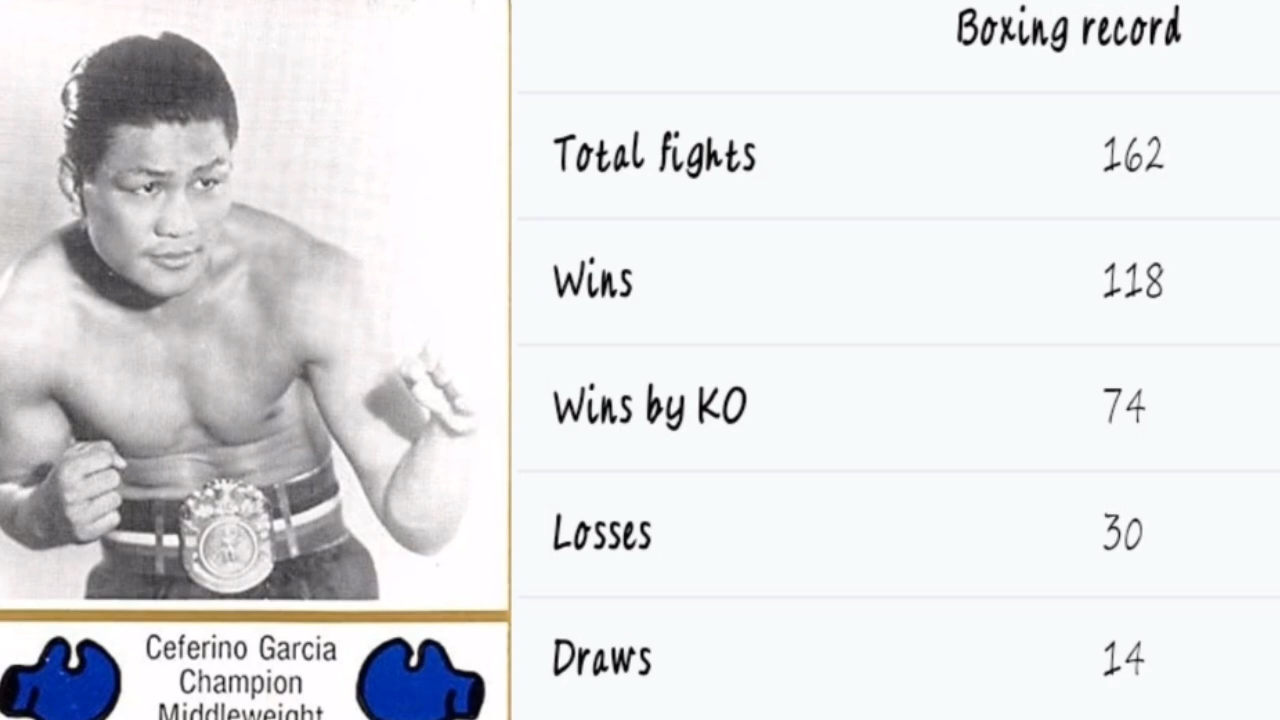 Boxing record
Total fights 162
Wins 118
Wins by KO 74
Losses 30
Draws 14
Ceferino Garcia
Champion
Middleweight